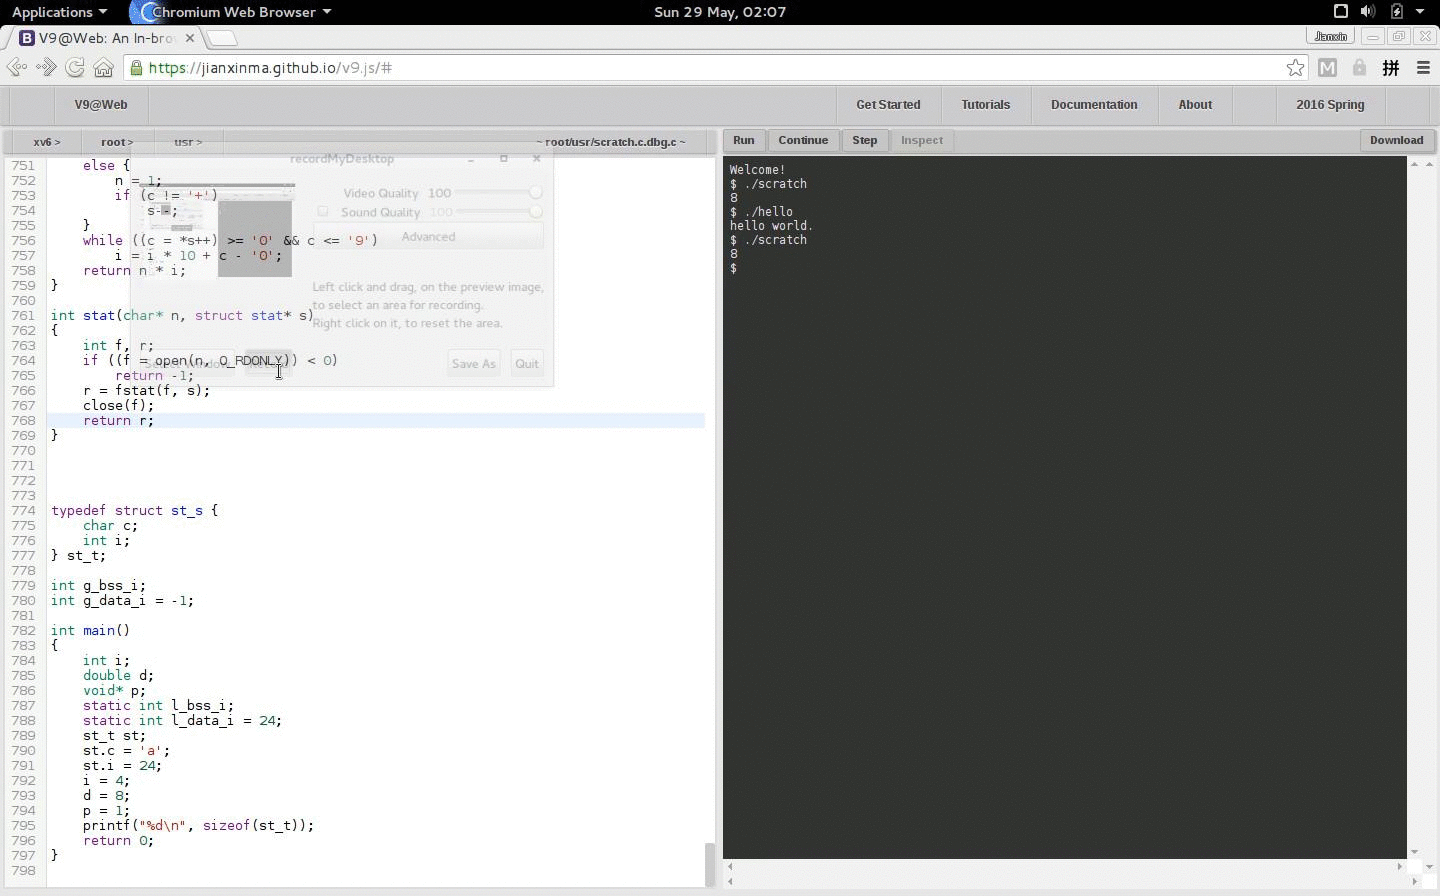 Applications Chromium Web Browser Sun 29 May, 02:07
V9@Web: An In-bro Jianxin
https://jianxinma.github.io/v9.js/# M 拼
V9@Web Get Started Tutorials Documentation About 2016 Spring
xv6 > root > usr > ~ root/usr/scratch.c.dbg.c ~ Run Continue Step Inspect Download
recordMyDesktop
Video Quality 100
Sound Quality 100
Advanced
Left click and drag, on the preview image,
to select an area for recording.
Right click on it, to reset the area.
Select Window Record Save As Quit
751 else {
752 n = 1;
753 if (c != '+')
754 s--;
755 }
756 while ((c = *s++) >= '0' && c <= '9')
757 i = i * 10 + c - '0';
758 return n * i;
759 }
760
761 int stat(char* n, struct stat* s)
762 {
763 int f, r;
764 if ((f = open(n, O_RDONLY)) < 0)
765 return -1;
766 r = fstat(f, s);
767 close(f);
768 return r;
769 }
770
771
772
773
774 typedef struct st_s {
775 char c;
776 int i;
777 } st_t;
778
779 int g_bss_i;
780 int g_data_i = -1;
781
782 int main()
783 {
784 int i;
785 double d;
786 void* p;
787 static int l_bss_i;
788 static int l_data_i = 24;
789 st_t st;
790 st.c = 'a';
791 st.i = 24;
792 i = 4;
793 d = 8;
794 p = 1;
795 printf("%d\n", sizeof(st_t));
796 return 0;
797 }
798
Welcome!
$ ./scratch
8
$ ./hello
hello world.
$ ./scratch
8
$